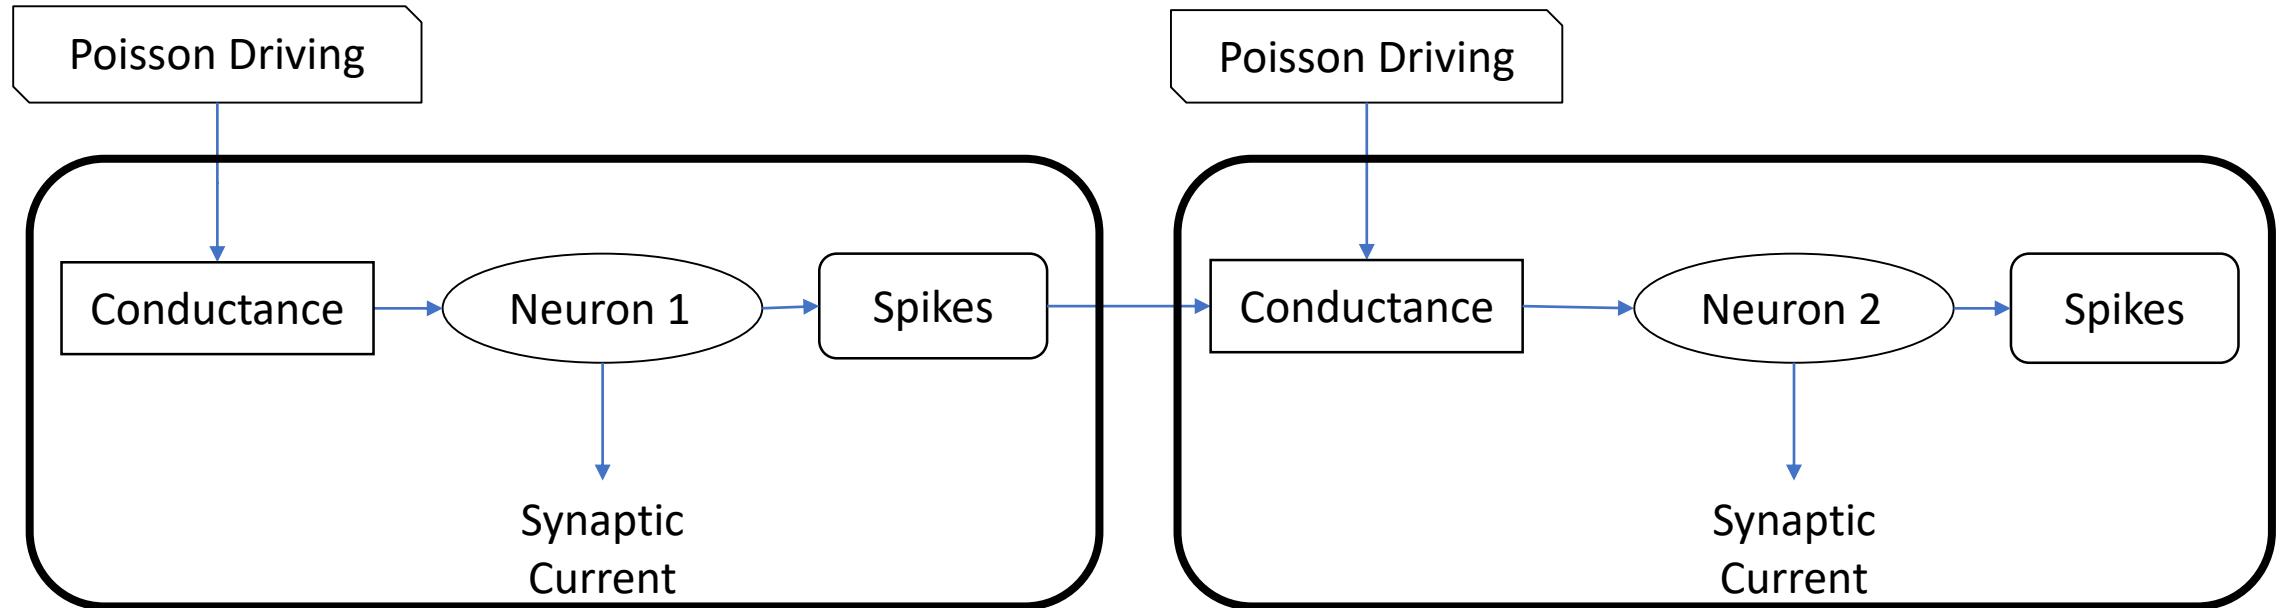 Poisson Driving
Poisson Driving
Conductance
Neuron 1
Spikes
Conductance
Neuron 2
Spikes
Synaptic
Current
Synaptic
Current